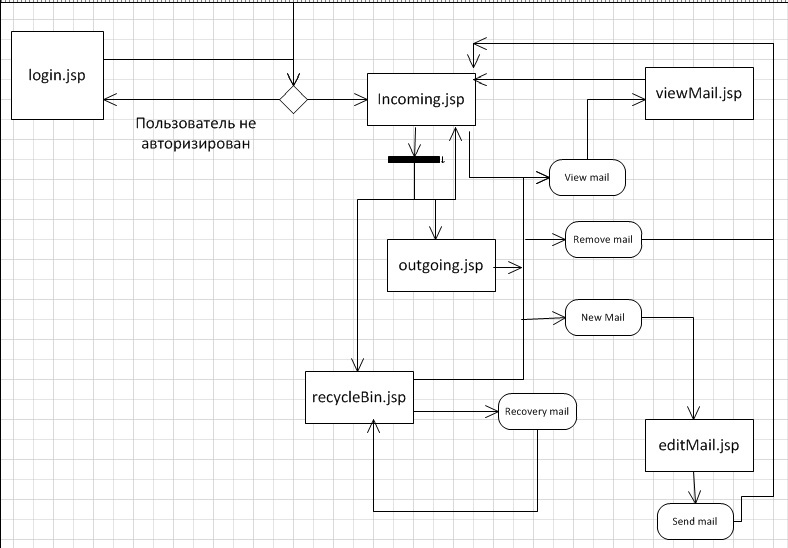 login.jsp
Incoming.jsp
viewMail.jsp
Пользователь не
авторизирован
View mail
Remove mail
outgoing.jsp
New Mail
recycleBin.jsp
Recovery mail
editMail.jsp
Send mail